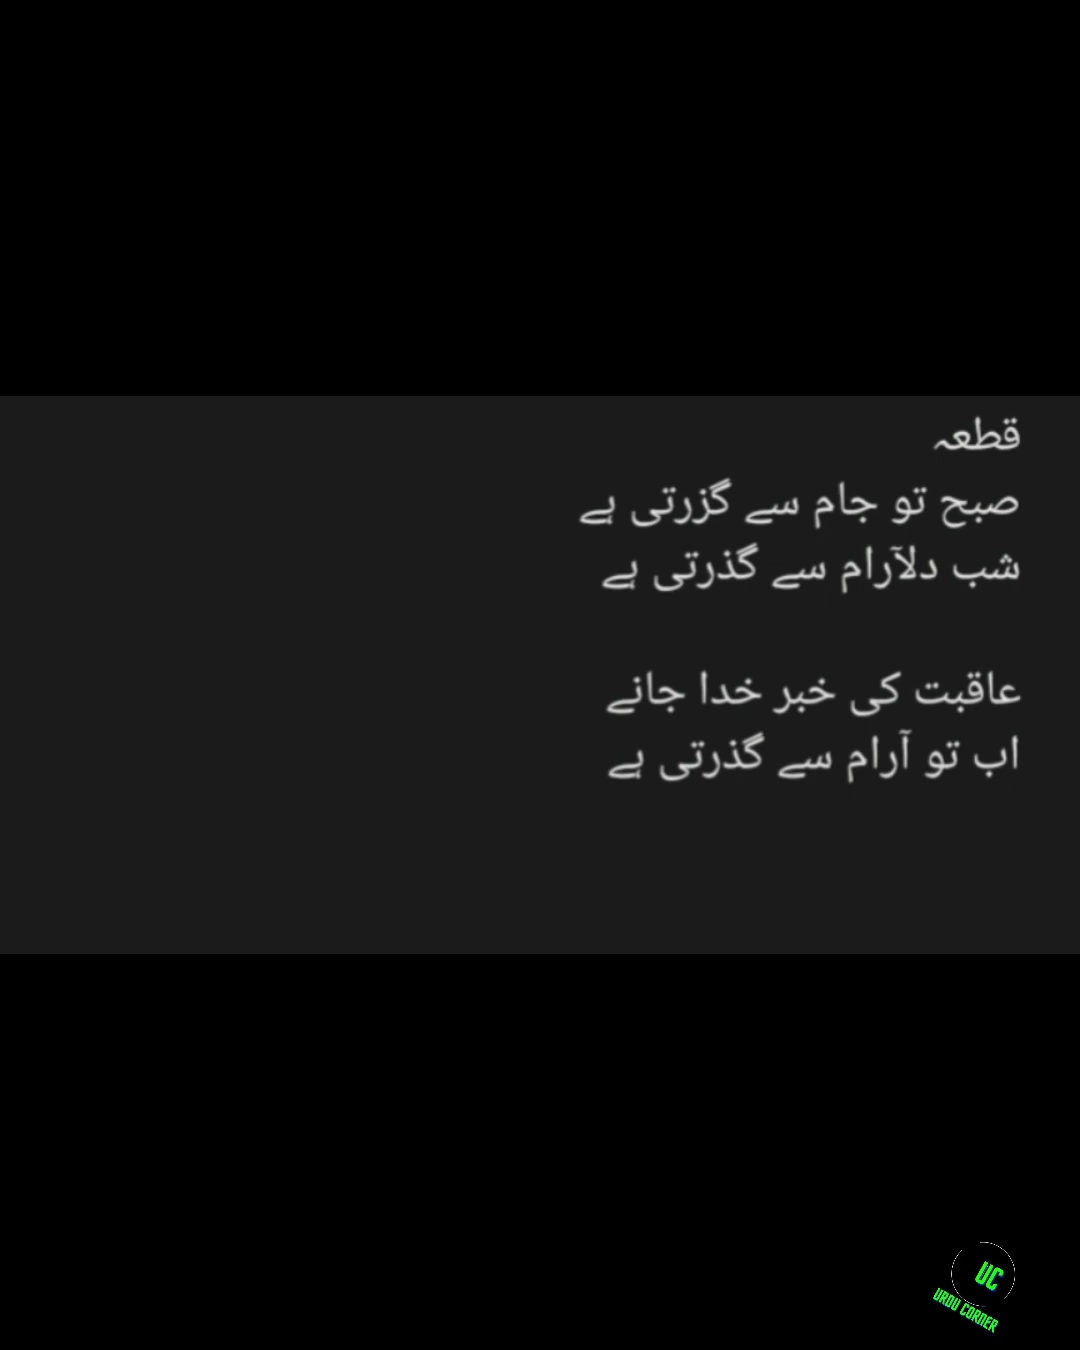 قطعہ
صبح تو جام سے گزرتی ہے
شب دلآرام سے گذرتی ہے
عاقبت کی خبر خدا جانے
اب تو آرام سے گذرتی ہے
UC
URDU CORNER